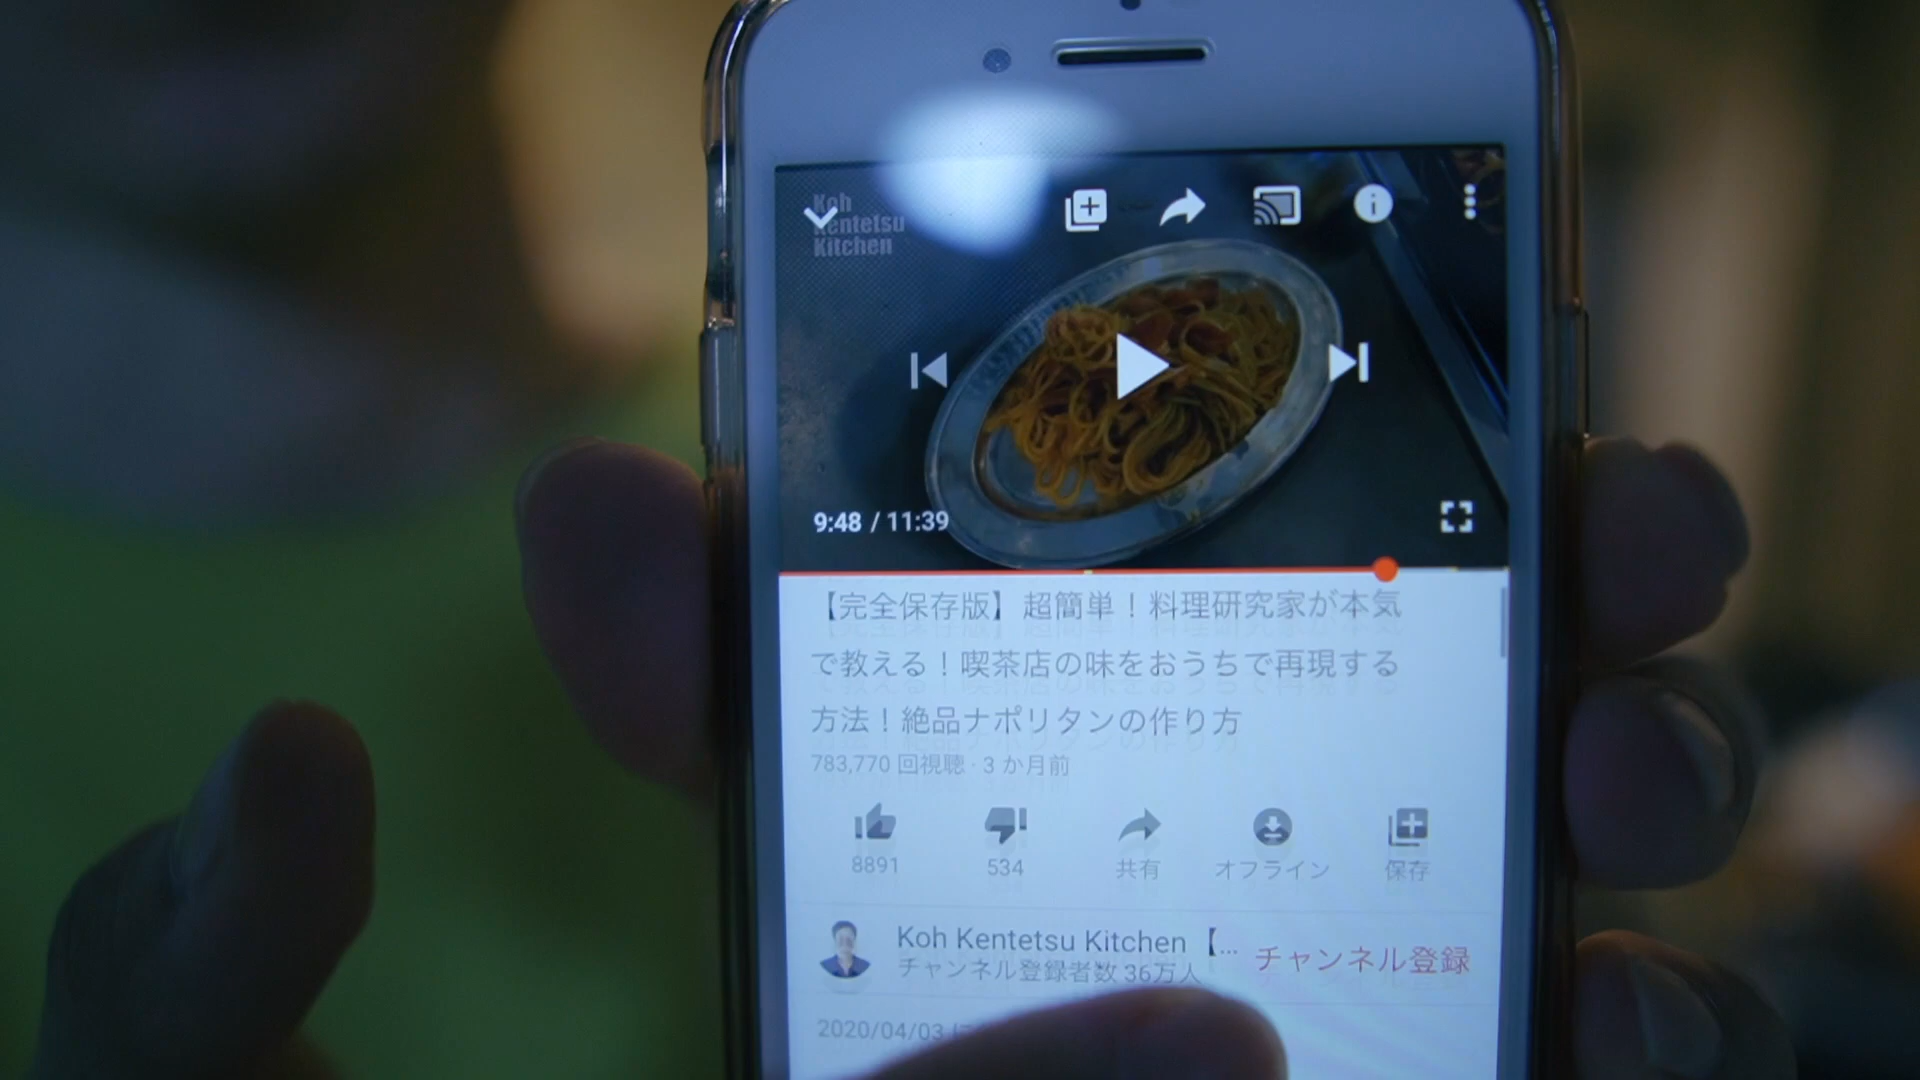 Koh
Kentetsu
Kitchen
9:48 / 11:39
【完全保存版】超簡単！料理研究家が本気
で教える！喫茶店の味をおうちで再現する
方法！絶品ナポリタンの作り方
783,770 回視聴 · 3 か月前
8891
534
共有
オフライン
保存
Koh Kentetsu Kitchen【...
チャンネル登録
チャンネル登録者数 36万人
2020/04/03 に